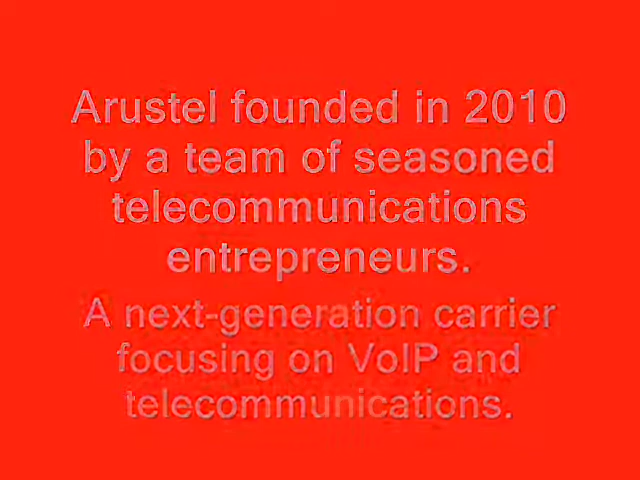 Arustel founded in 2010
by a team of seasoned
telecommunications
entrepreneurs.
A next-generation carrier
focusing on VoIP and
telecommunications.